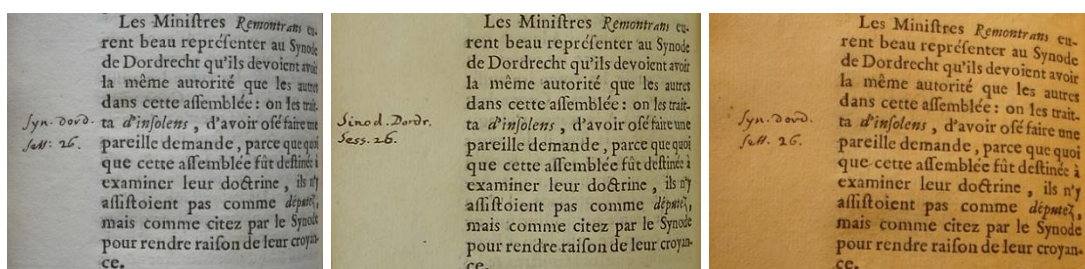 Les Miniſtres Remontrans eu-
rent beau repréſenter au Synode
de Dordrecht qu'ils devoient avoir
la même autorité que les autres
dans cette aſſemblée : on les trait-
ta d'inſolens , d'avoir oſé faire une
pareille demande , parce que quoi
que cette aſſemblée fût deſtinée à
examiner leur doctrine , ils n'y
aſſiſtoient pas comme députez,
mais comme citez par le Synode
pour rendre raiſon de leur croyan-
ce.
Syn. dord.
ſeſſ: 26.
Les Miniſtres Remontrans eu-
rent beau repréſenter au Synode
de Dordrecht qu'ils devoient avoir
la même autorité que les autres
dans cette aſſemblée : on les trait-
ta d'inſolens , d'avoir oſé faire une
pareille demande , parce que quoi
que cette aſſemblée fût deſtinée à
examiner leur doctrine , ils n'y
aſſiſtoient pas comme députez,
mais comme citez par le Synode
pour rendre raiſon de leur croyan-
ce.
Sinod. Dordr.
Sess. 26.
Les Miniſtres Remontrans eu-
rent beau repréſenter au Synode
de Dordrecht qu'ils devoient avoir
la même autorité que les autres
dans cette aſſemblée : on les trait-
ta d'inſolens , d'avoir oſé faire une
pareille demande , parce que quoi
que cette aſſemblée fût deſtinée à
examiner leur doctrine , ils n'y
aſſiſtoient pas comme députez,
mais comme citez par le Synode
pour rendre raiſon de leur croyan-
ce.
Syn. dord.
ſeſſ. 26.